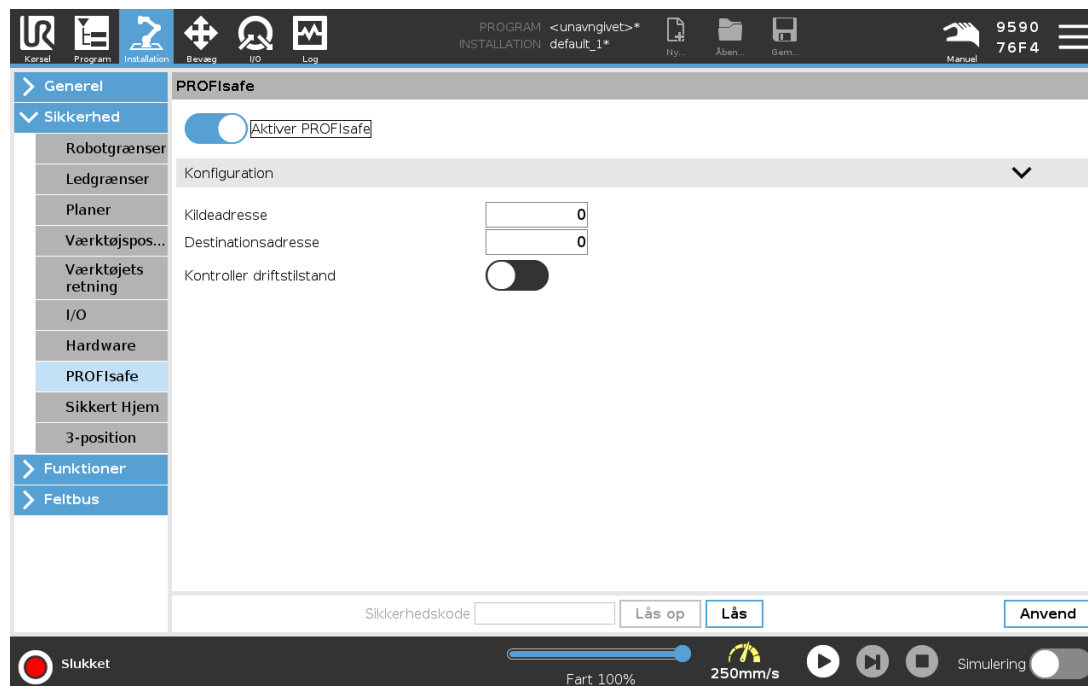 UR
Kørsel
Program
Installation
Bevæg
I/O
Log
PROGRAM <unavngivet>*
INSTALLATION default_1*
Ny...
Åben...
Gem...
Manuel
9590
76F4
Generel
Sikkerhed
Robotgrænser
Ledgrænser
Planer
Værktøjspos...
Værktøjets
retning
I/O
Hardware
PROFIsafe
Sikkert Hjem
3-position
Funktioner
Feltbus
PROFIsafe
Aktiver PROFIsafe
Konfiguration
Kildeadresse 0
Destinationsadresse 0
Kontroller driftstilstand
Sikkerhedskode Lås op Lås Anvend
Slukket
Fart 100%
250mm/s
Simulering